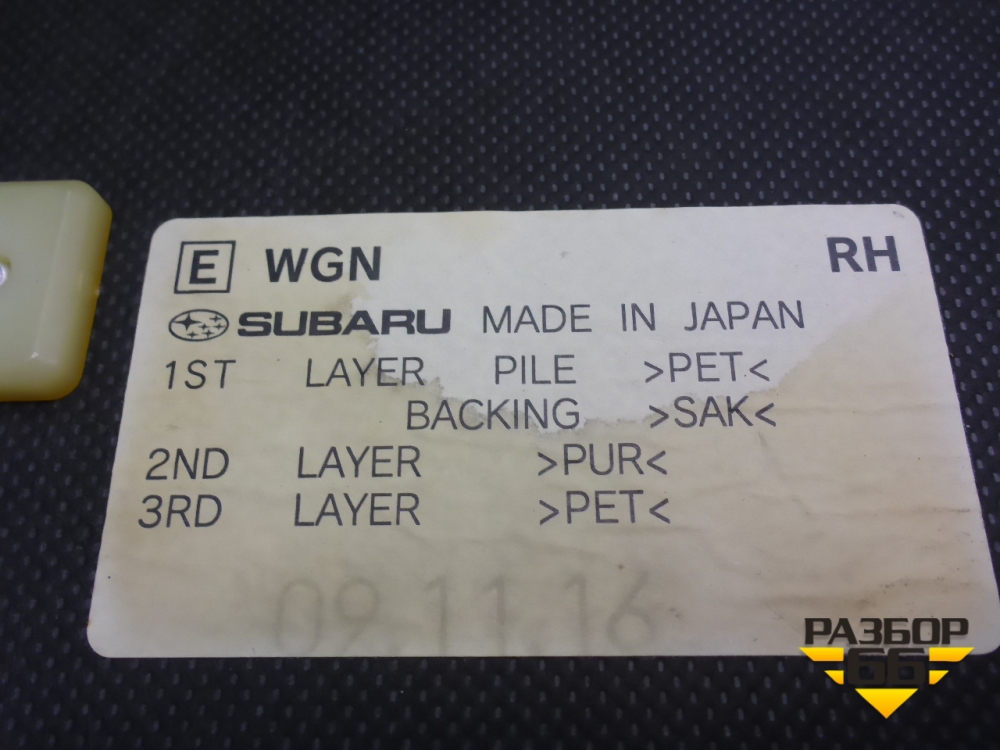 E WGN RH
SUBARU MADE IN JAPAN
1ST LAYER PILE >PET<
BACKING >SAK<
2ND LAYER >PUR<
3RD LAYER >PET<
09.11.16
РАЗБОР
66